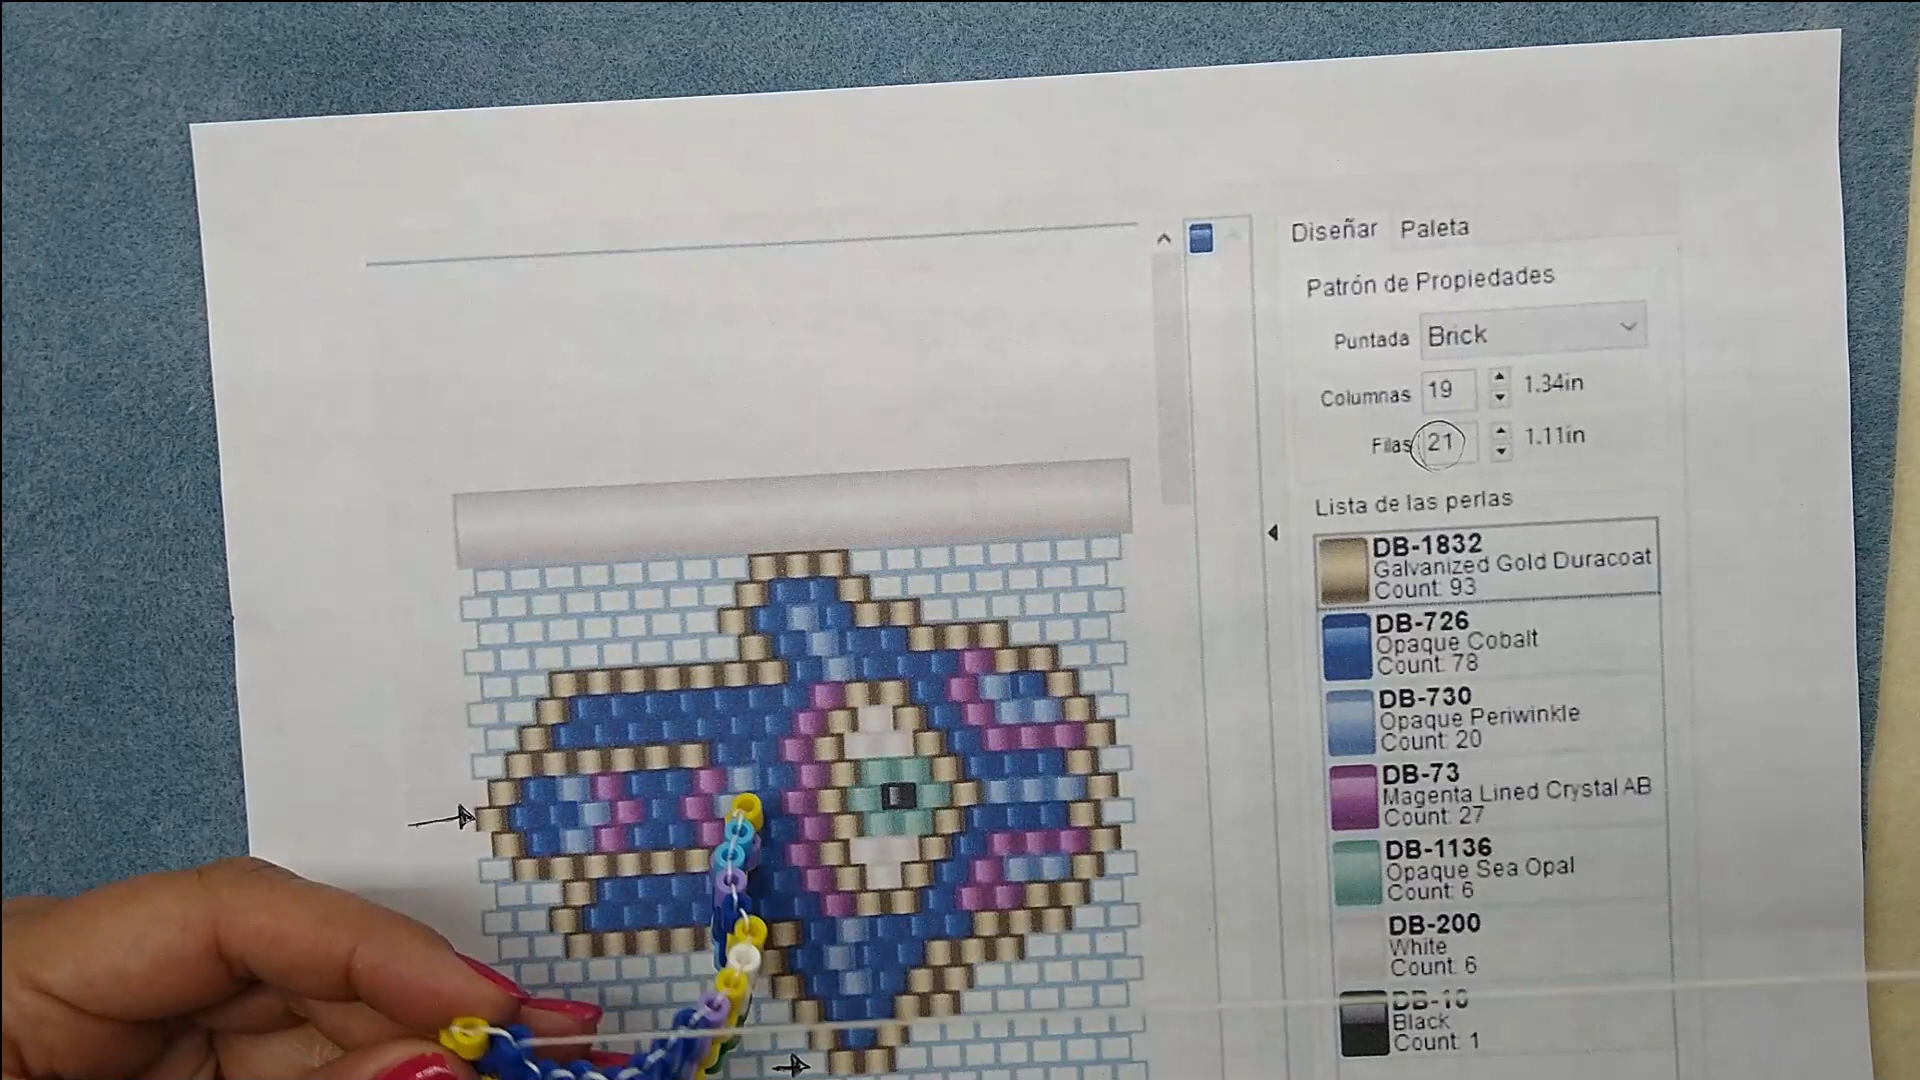 Diseñar Paleta
Patrón de Propiedades
Puntada Brick
Columnas 19 1.34in
Filas 21 1.11in
Lista de las perlas
DB-1832
Galvanized Gold Duracoat
Count: 93
DB-726
Opaque Cobalt
Count: 78
DB-730
Opaque Periwinkle
Count: 20
DB-73
Magenta Lined Crystal AB
Count: 27
DB-1136
Opaque Sea Opal
Count: 6
DB-200
White
Count: 6
DB-10
Black
Count: 1